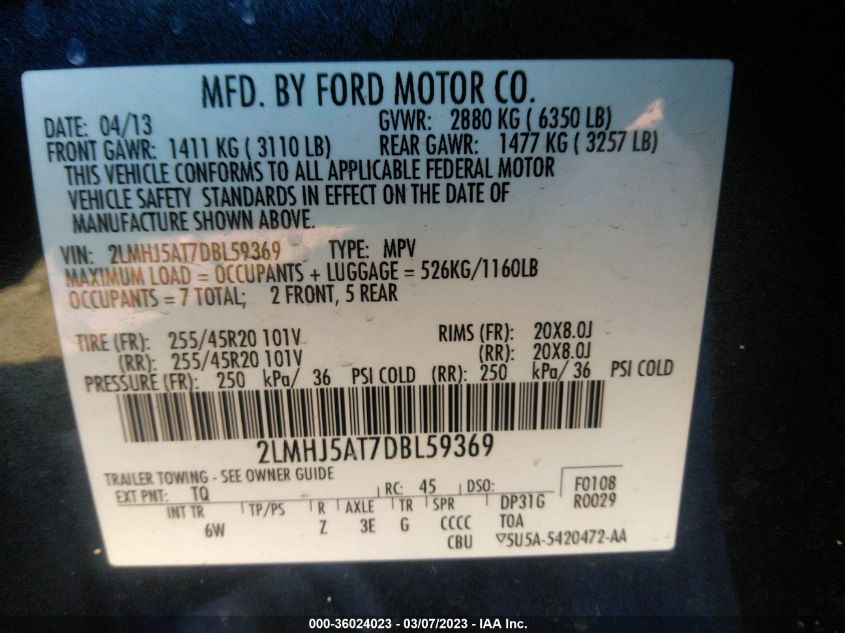 MFD. BY FORD MOTOR CO.
DATE: 04/13 GVWR: 2880 KG ( 6350 LB)
FRONT GAWR: 1411 KG ( 3110 LB) REAR GAWR: 1477 KG ( 3257 LB)
THIS VEHICLE CONFORMS TO ALL APPLICABLE FEDERAL MOTOR
VEHICLE SAFETY STANDARDS IN EFFECT ON THE DATE OF
MANUFACTURE SHOWN ABOVE.
VIN: 2LMHJ5AT7DBL59369 TYPE: MPV
MAXIMUM LOAD = OCCUPANTS + LUGGAGE = 526KG/1160LB
OCCUPANTS = 7 TOTAL; 2 FRONT, 5 REAR
TIRE (FR): 255/45R20 101V RIMS (FR): 20X8.0J
(RR): 255/45R20 101V (RR): 20X8.0J
PRESSURE (FR): 250 kPa/ 36 PSI COLD (RR): 250 kPa/ 36 PSI COLD
2LMHJ5AT7DBL59369
TRAILER TOWING - SEE OWNER GUIDE
EXT PNT: TQ RC: 45 DSO: F0108
INT TR TP/PS R AXLE TR SPR DP31G R0029
6W Z 3E G CCCC TOA
CBU 5U5A-5420472-AA
000-36024023 - 03/07/2023 - IAA Inc.